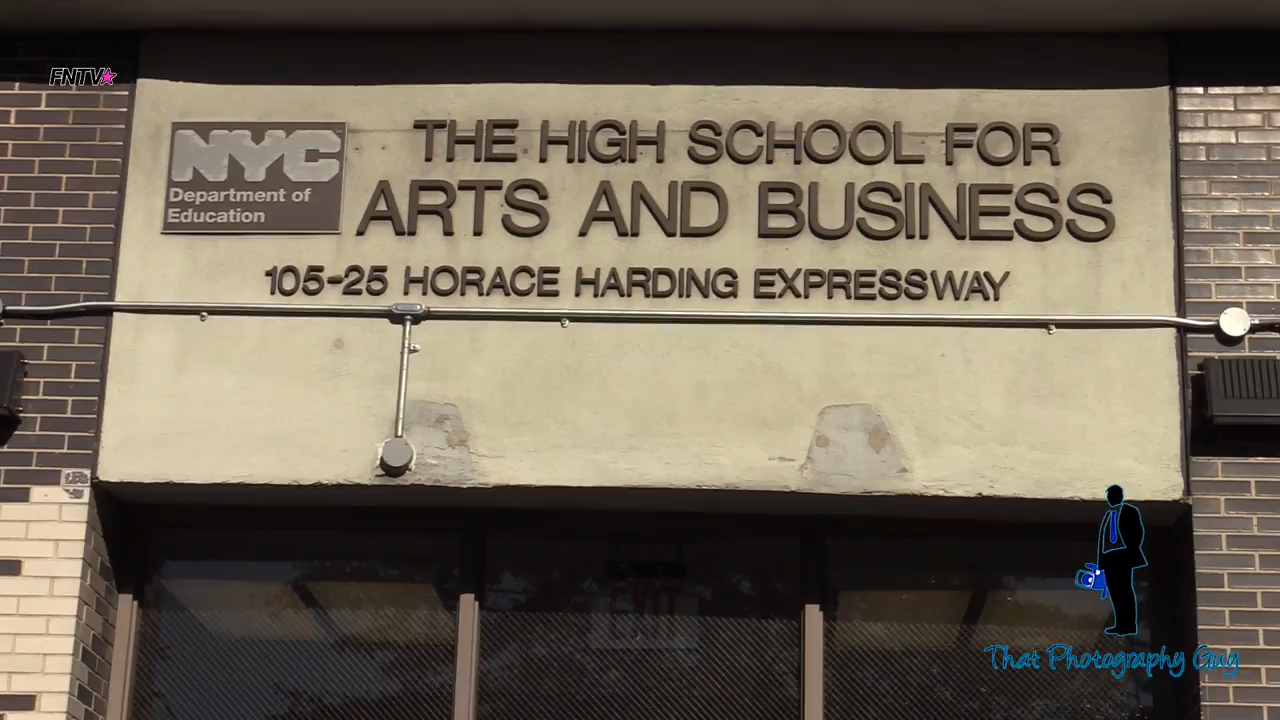 FNTV
NYC
Department of
Education
THE HIGH SCHOOL FOR
ARTS AND BUSINESS
105-25 HORACE HARDING EXPRESSWAY
EXIT
That Photography Guy